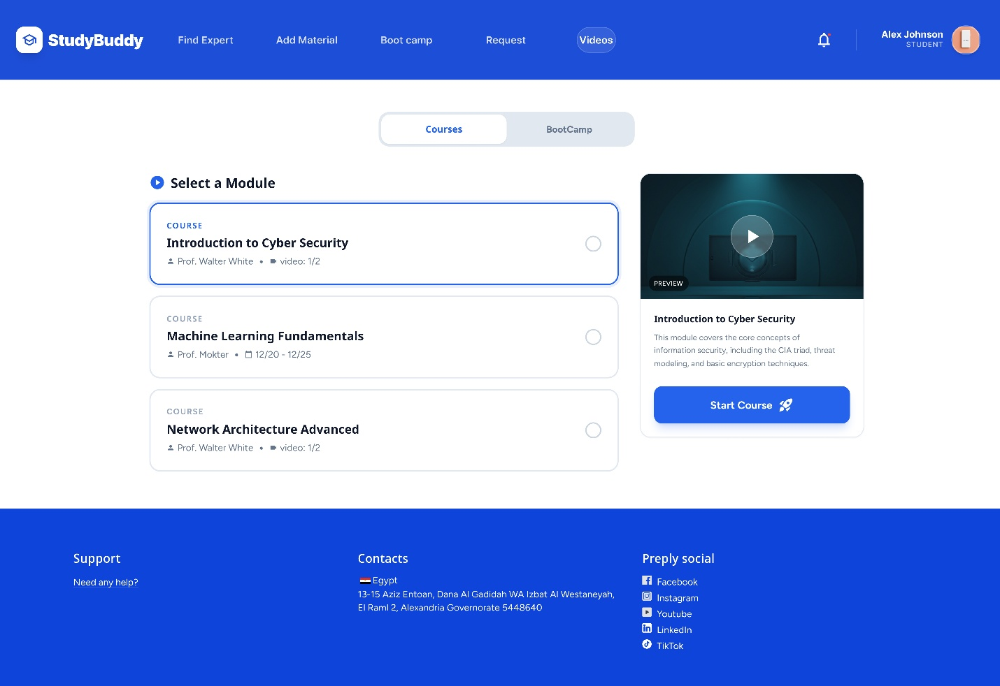 StudyBuddy
Find Expert
Add Material
Boot camp
Request
Videos
Alex Johnson
STUDENT
Courses
BootCamp
Select a Module
COURSE
Introduction to Cyber Security
Prof. Walter White • video: 1/2
COURSE
Machine Learning Fundamentals
Prof. Mokter • 12/20 - 12/25
COURSE
Network Architecture Advanced
Prof. Walter White • video: 1/2
PREVIEW
Introduction to Cyber Security
This module covers the core concepts of
information security, including the CIA triad, threat
modeling, and basic encryption techniques.
Start Course
Support
Need any help?
Contacts
Egypt
13-15 Aziz Entoan, Dana Al Gadidah WA Izbat Al Westaneyah,
El Raml 2, Alexandria Governorate 5448640
Preply social
Facebook
Instagram
Youtube
LinkedIn
TikTok